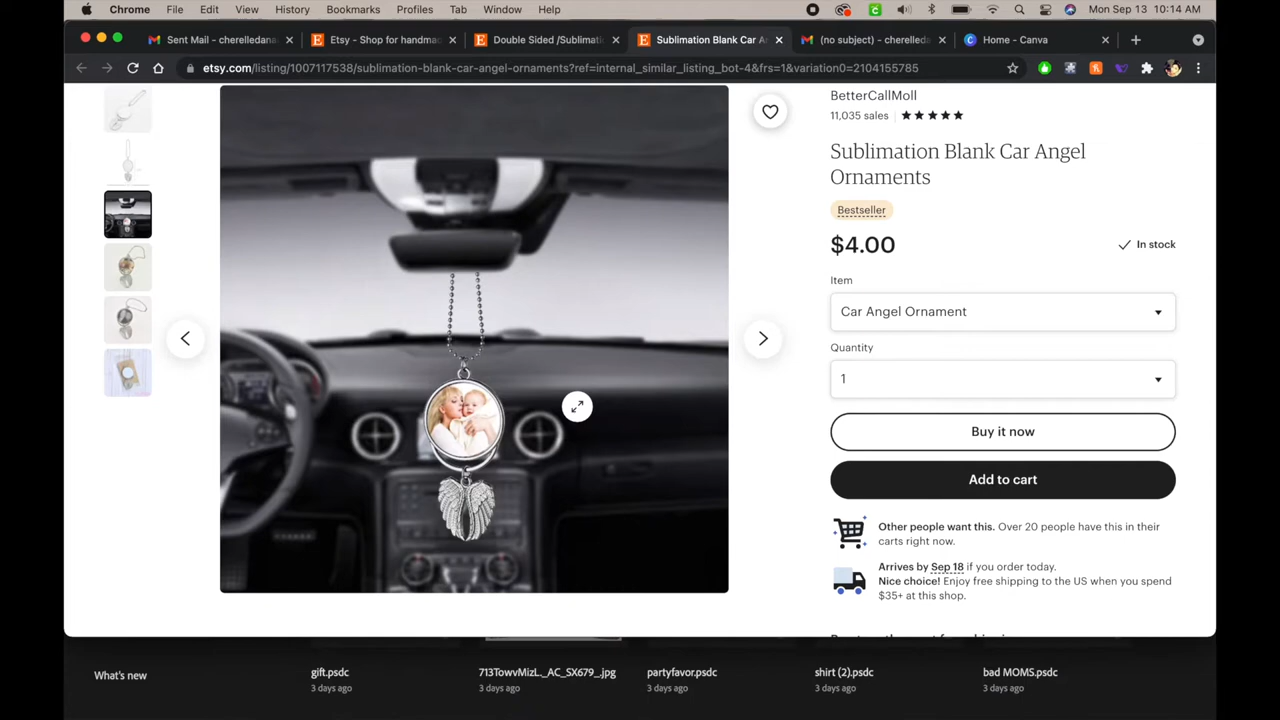 Chrome File Edit View History Bookmarks Profiles Tab Window Help Mon Sep 13 10:14 AM
Sent Mail – cherelledana Etsy - Shop for handmad Double Sided /Sublimati Sublimation Blank Car A (no subject) – cherelleda Home - Canva
etsy.com/listing/1007117538/sublimation-blank-car-angel-ornaments?ref=internal_similar_listing_bot-4&frs=1&variation0=2104155785
BetterCallMoll
11,035 sales
Sublimation Blank Car Angel
Ornaments
Bestseller
$4.00 In stock
Item
Car Angel Ornament
Quantity
1
Buy it now
Add to cart
Other people want this. Over 20 people have this in their
carts right now.
Arrives by Sep 18 if you order today.
Nice choice! Enjoy free shipping to the US when you spend
$35+ at this shop.
What's new gift.psdc 713TowvMizL._AC_SX679_.jpg partyfavor.psdc shirt (2).psdc bad MOMS.psdc
3 days ago 3 days ago 3 days ago 3 days ago 3 days ago